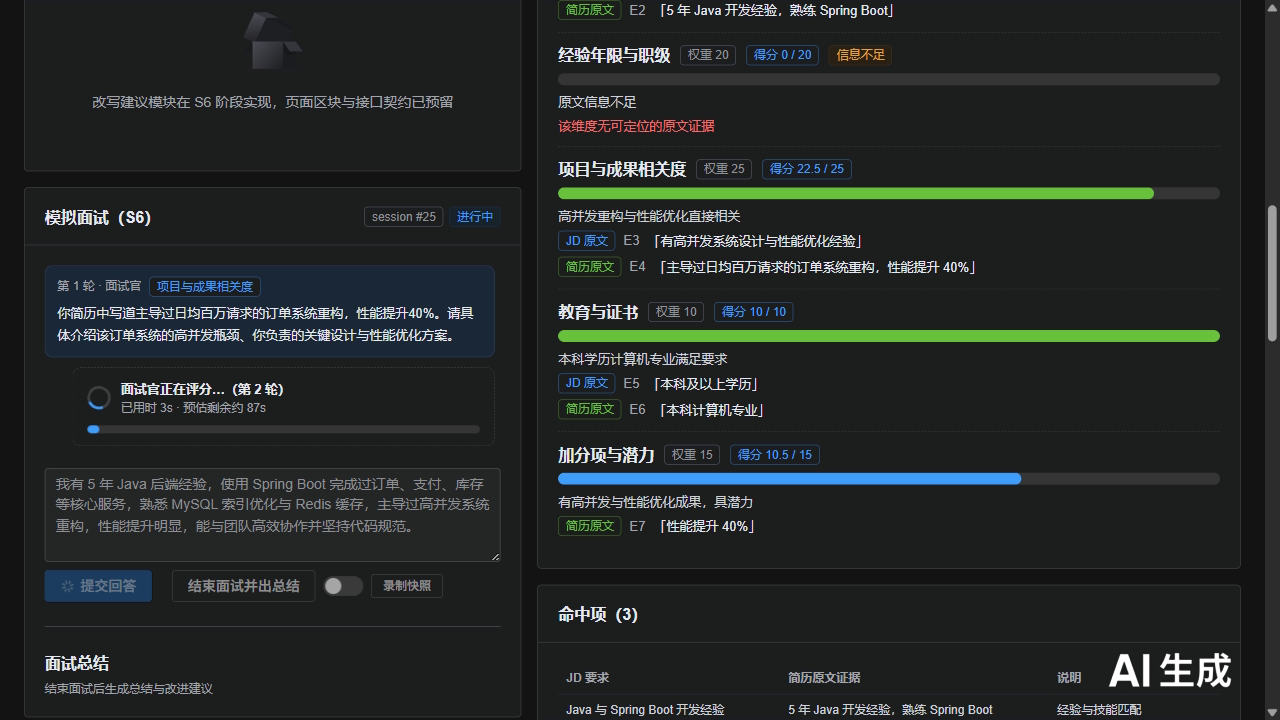 改写建议模块在 S6 阶段实现，页面区块与接口契约已预留
模拟面试（S6）
session #25
进行中
第 1 轮 · 面试官
项目与成果相关度
你简历中写道主导过日均百万请求的订单系统重构，性能提升40%。请具
体介绍该订单系统的高并发瓶颈、你负责的关键设计与性能优化方案。
面试官正在评分...（第 2 轮）
已用时 3s · 预估剩余约 87s
我有 5 年 Java 后端经验，使用 Spring Boot 完成过订单、支付、库存
等核心服务，熟悉 MySQL 索引优化与 Redis 缓存，主导过高并发系统
重构，性能提升明显，能与团队高效协作并坚持代码规范。
提交回答
结束面试并出总结
录制快照
面试总结
结束面试后生成总结与改进建议
简历原文 E2 「5 年 Java 开发经验，熟练 Spring Boot」
经验年限与职级 权重 20 得分 0 / 20 信息不足
原文信息不足
该维度无可定位的原文证据
项目与成果相关度 权重 25 得分 22.5 / 25
高并发重构与性能优化直接相关
JD 原文 E3 「有高并发系统设计与性能优化经验」
简历原文 E4 「主导过日均百万请求的订单系统重构，性能提升 40%」
教育与证书 权重 10 得分 10 / 10
本科学历计算机专业满足要求
JD 原文 E5 「本科及以上学历」
简历原文 E6 「本科计算机专业」
加分项与潜力 权重 15 得分 10.5 / 15
有高并发与性能优化成果，具潜力
简历原文 E7 「性能提升 40%」
命中项（3）
JD 要求 简历原文证据 说明
Java 与 Spring Boot 开发经验 5 年 Java 开发经验，熟练 Spring Boot 经验与技能匹配
AI 生成